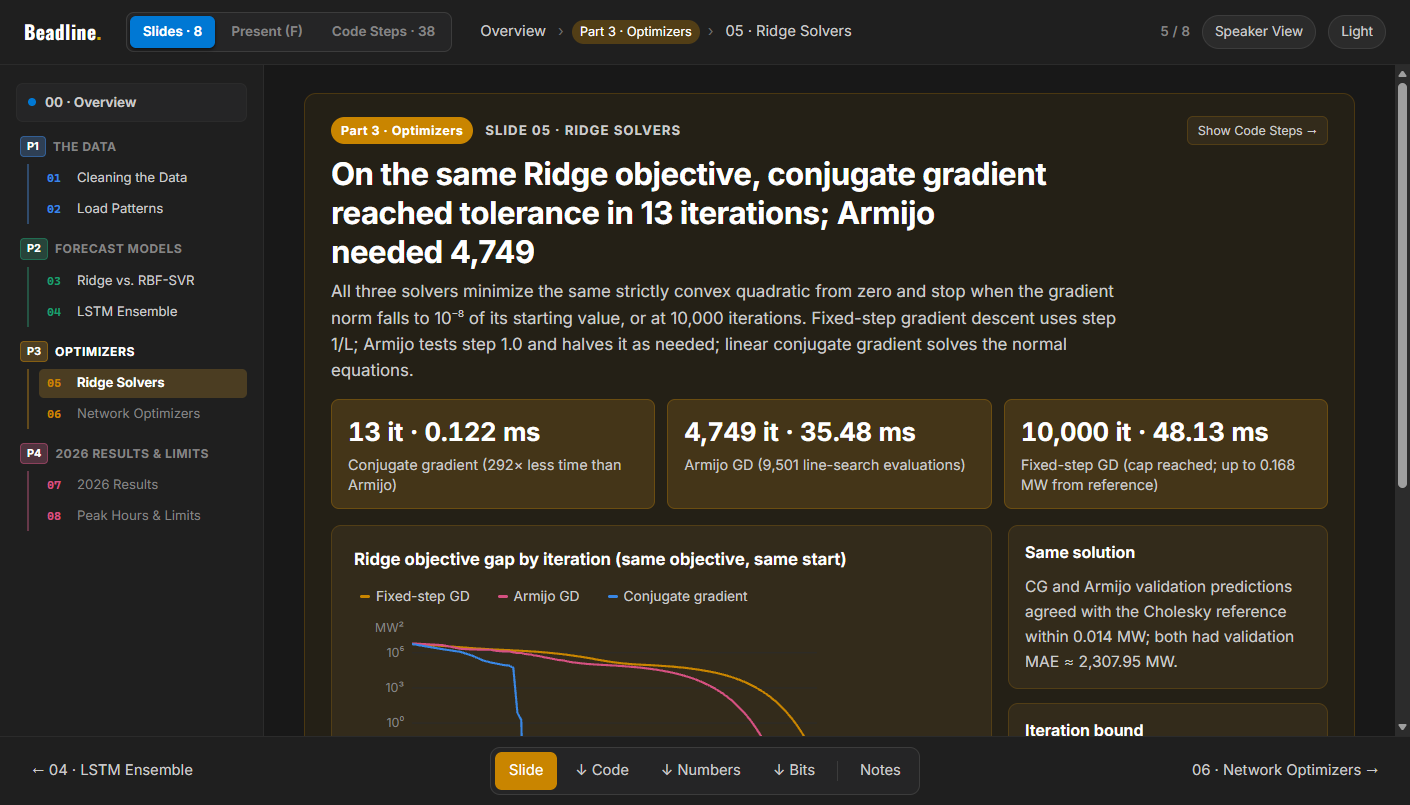 Beadline.
Slides · 8
Present (F)
Code Steps · 38
Overview › Part 3 · Optimizers › 05 · Ridge Solvers
5 / 8
Speaker View
Light
00 · Overview
P1 THE DATA
01 Cleaning the Data
02 Load Patterns
P2 FORECAST MODELS
03 Ridge vs. RBF-SVR
04 LSTM Ensemble
P3 OPTIMIZERS
05 Ridge Solvers
06 Network Optimizers
P4 2026 RESULTS & LIMITS
07 2026 Results
08 Peak Hours & Limits
Part 3 · Optimizers
SLIDE 05 · RIDGE SOLVERS
Show Code Steps →
On the same Ridge objective, conjugate gradient
reached tolerance in 13 iterations; Armijo
needed 4,749
All three solvers minimize the same strictly convex quadratic from zero and stop when the gradient
norm falls to 10⁻⁸ of its starting value, or at 10,000 iterations. Fixed-step gradient descent uses step
1/L; Armijo tests step 1.0 and halves it as needed; linear conjugate gradient solves the normal
equations.
13 it · 0.122 ms
Conjugate gradient (292× less time than
Armijo)
4,749 it · 35.48 ms
Armijo GD (9,501 line-search evaluations)
10,000 it · 48.13 ms
Fixed-step GD (cap reached; up to 0.168
MW from reference)
Ridge objective gap by iteration (same objective, same start)
Fixed-step GD
Armijo GD
Conjugate gradient
MW²
10⁶
10³
10⁰
Same solution
CG and Armijo validation predictions
agreed with the Cholesky reference
within 0.014 MW; both had validation
MAE ≈ 2,307.95 MW.
Iteration bound
← 04 · LSTM Ensemble
Slide
↓ Code
↓ Numbers
↓ Bits
Notes
06 · Network Optimizers →